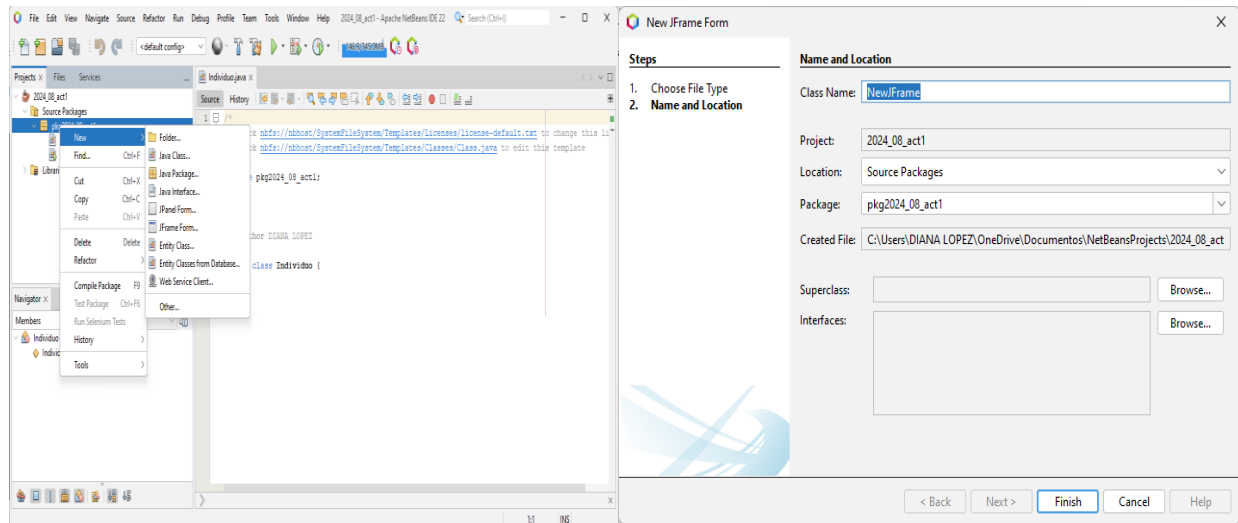 File Edit View Navigate Source Refactor Run Debug Profile Team Tools Window Help 2024_08_act1 - Apache NetBeans IDE 22 Search (Ctrl+I)
<default config>
Projects Files Services
2024_08_act1
Source Packages
Navigator
Members
Individuo
New
Find... Ctrl+F
Cut Ctrl+X
Copy Ctrl+C
Paste Ctrl+V
Delete Delete
Refactor
Compile Package F9
Test Package Ctrl+F6
Run Selenium Tests
History
Tools
Folder...
Java Class...
Java Package...
Java Interface...
JPanel Form...
JFrame Form...
Entity Class...
Entity Classes from Database...
Web Service Client...
Other...
Individuo.java
Source History
1 /*
nbfs://nbhost/SystemFileSystem/Templates/Licenses/license-default.txt to change this li
nbfs://nbhost/SystemFileSystem/Templates/Classes/Class.java to edit this template
pkg2024_08_act1;
hor DIANA LOPEZ
class Individuo {
1:1 INS
New JFrame Form
Steps
1. Choose File Type
2. Name and Location
Name and Location
Class Name: NewJFrame
Project: 2024_08_act1
Location: Source Packages
Package: pkg2024_08_act1
Created File: C:\Users\DIANA LOPEZ\OneDrive\Documentos\NetBeansProjects\2024_08_act
Superclass: Browse...
Interfaces: Browse...
< Back Next > Finish Cancel Help